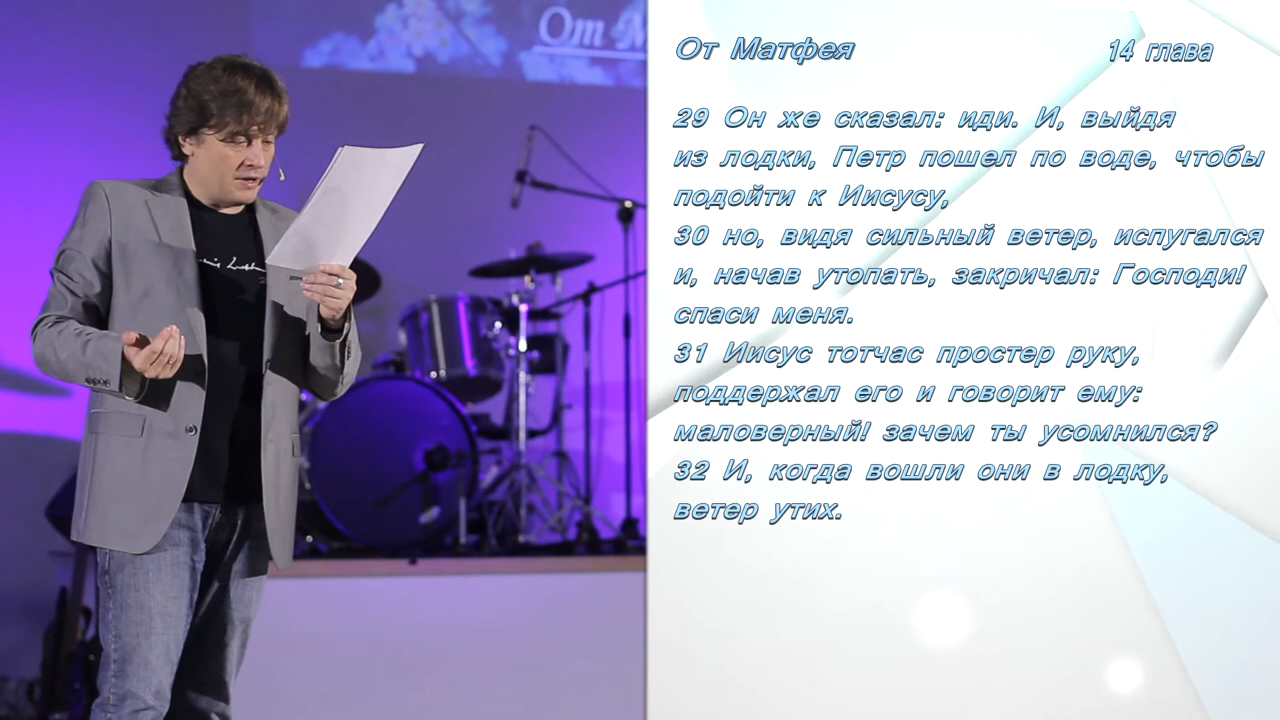 От М
От Матфея 14 глава
29 Он же сказал: иди. И, выйдя
из лодки, Петр пошел по воде, чтобы
подойти к Иисусу,
30 но, видя сильный ветер, испугался
и, начав утопать, закричал: Господи!
спаси меня.
31 Иисус тотчас простер руку,
поддержал его и говорит ему:
маловерный! зачем ты усомнился?
32 И, когда вошли они в лодку,
ветер утих.